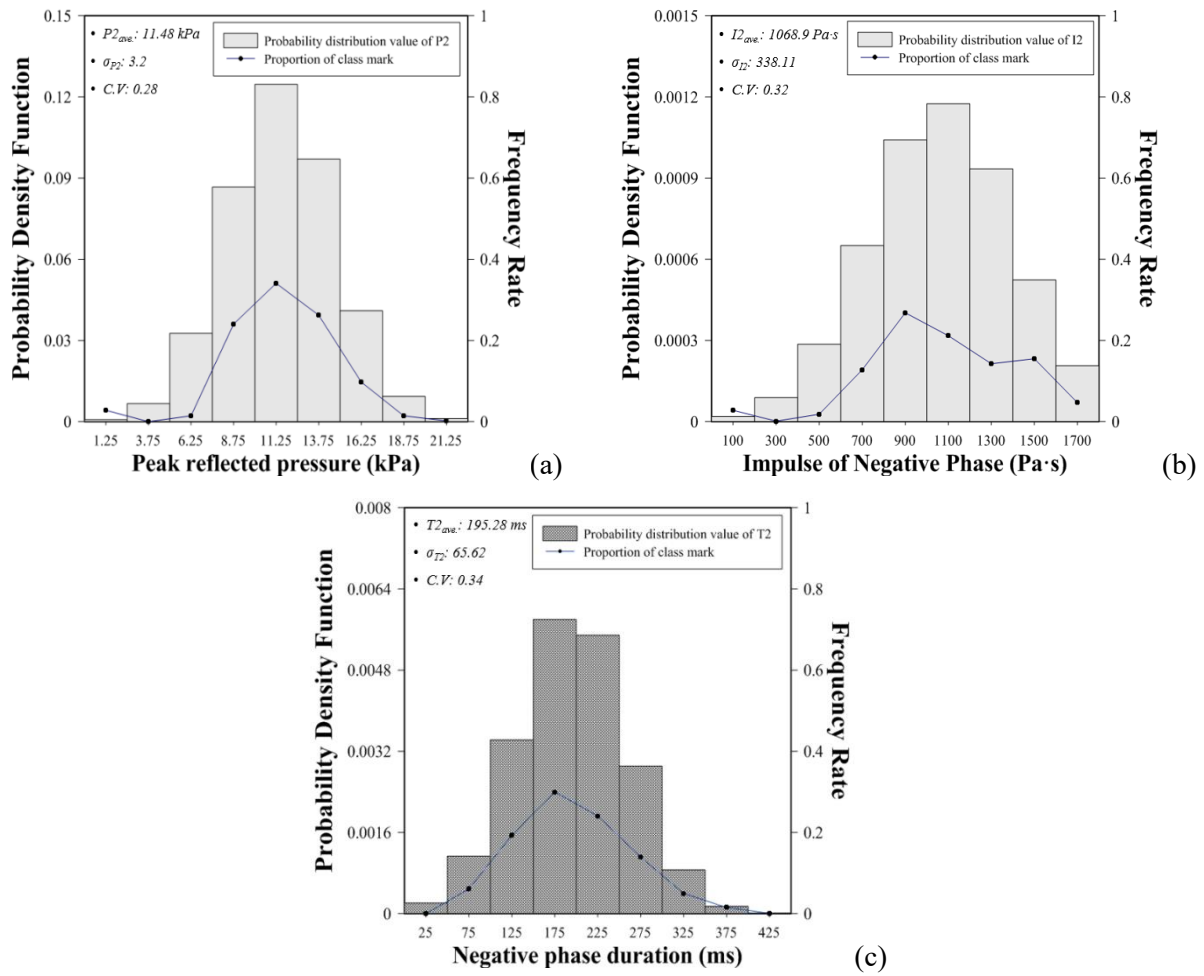 P2ave.: 11.48 kPa
σP2: 3.2
C.V: 0.28
Probability distribution value of P2
Proportion of class mark
Probability Density Function
0.15
0.12
0.09
0.06
0.03
0
1
0.8
0.6
0.4
0.2
0
Frequency Rate
1.25 3.75 6.25 8.75 11.25 13.75 16.25 18.75 21.25
Peak reflected pressure (kPa)
(a)
I2ave.: 1068.9 Pa·s
σI2: 338.11
C.V: 0.32
Probability distribution value of I2
Proportion of class mark
Probability Density Function
0.0015
0.0012
0.0009
0.0006
0.0003
0
1
0.8
0.6
0.4
0.2
0
Frequency Rate
100 300 500 700 900 1100 1300 1500 1700
Impulse of Negative Phase (Pa·s)
(b)
T2ave.: 195.28 ms
σT2: 65.62
C.V: 0.34
Probability distribution value of T2
Proportion of class mark
Probability Density Function
0.008
0.0064
0.0048
0.0032
0.0016
0
1
0.8
0.6
0.4
0.2
0
Frequency Rate
25 75 125 175 225 275 325 375 425
Negative phase duration (ms)
(c)